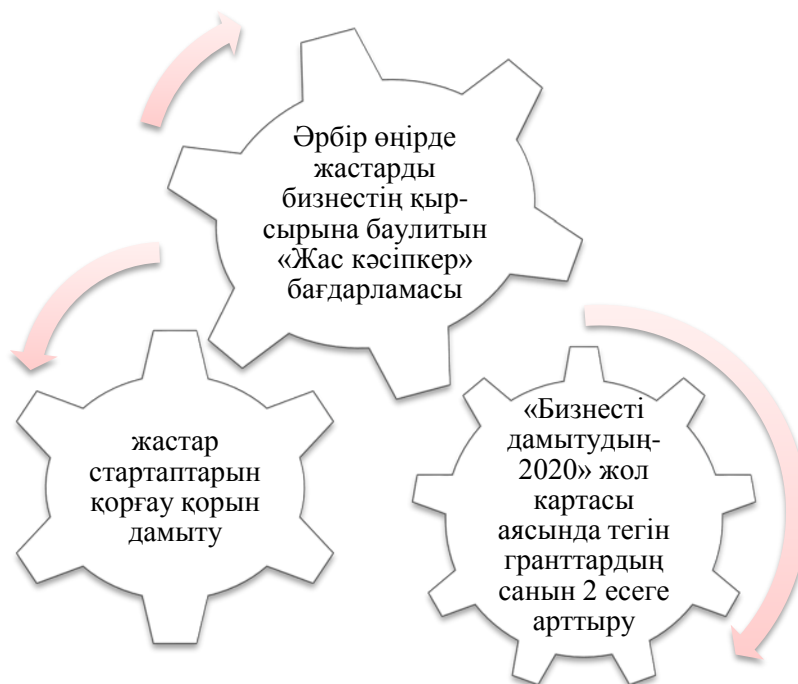 Әрбір өңірде
жастарды
бизнестің қыр-
сырына баулитын
«Жас кәсіпкер»
бағдарламасы
жастар
стартаптарын
қорғау қорын
дамыту
«Бизнесті
дамытудың-
2020» жол
картасы
аясында тегін
гранттардың
санын 2 есеге
арттыру